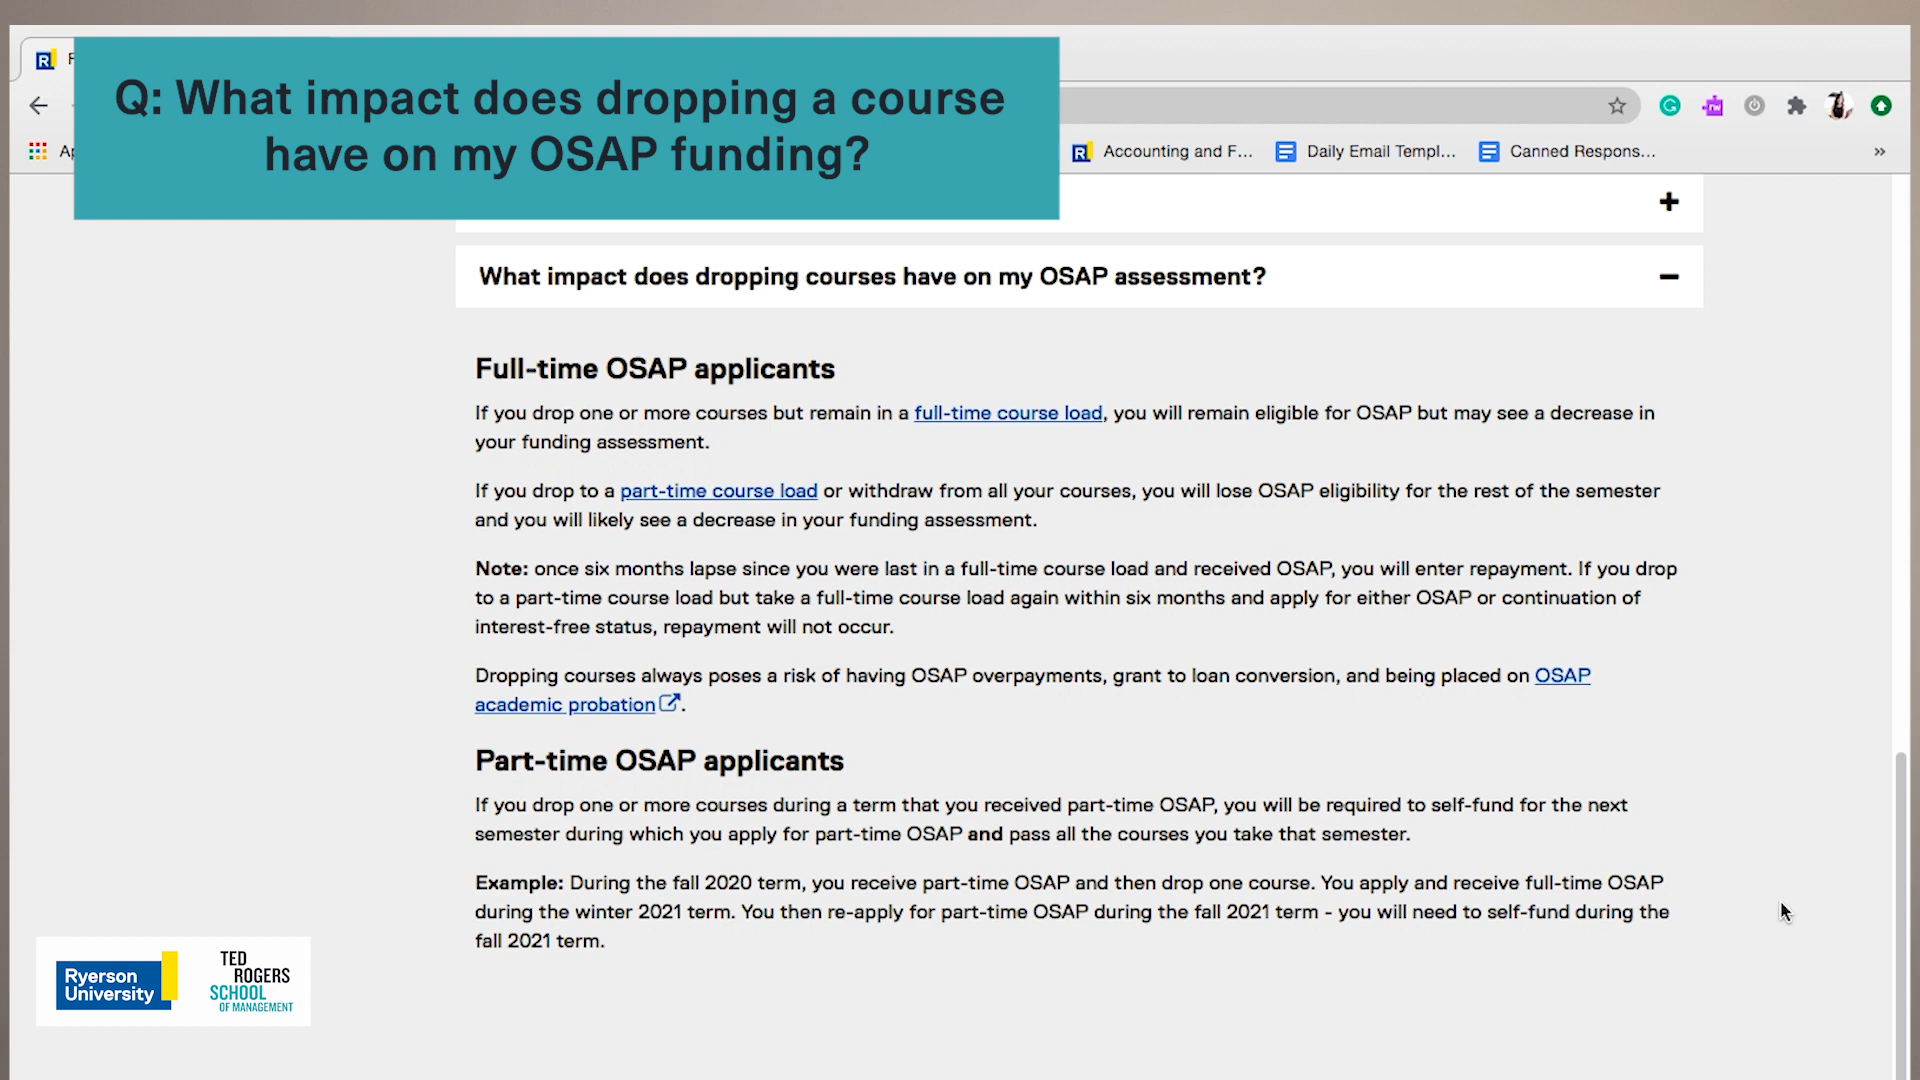 Q: What impact does dropping a course
have on my OSAP funding?
Accounting and F...
Daily Email Templ...
Canned Respons...
»
What impact does dropping courses have on my OSAP assessment?
Full-time OSAP applicants
If you drop one or more courses but remain in a full-time course load, you will remain eligible for OSAP but may see a decrease in
your funding assessment.
If you drop to a part-time course load or withdraw from all your courses, you will lose OSAP eligibility for the rest of the semester
and you will likely see a decrease in your funding assessment.
Note: once six months lapse since you were last in a full-time course load and received OSAP, you will enter repayment. If you drop
to a part-time course load but take a full-time course load again within six months and apply for either OSAP or continuation of
interest-free status, repayment will not occur.
Dropping courses always poses a risk of having OSAP overpayments, grant to loan conversion, and being placed on OSAP
academic probation.
Part-time OSAP applicants
If you drop one or more courses during a term that you received part-time OSAP, you will be required to self-fund for the next
semester during which you apply for part-time OSAP and pass all the courses you take that semester.
Example: During the fall 2020 term, you receive part-time OSAP and then drop one course. You apply and receive full-time OSAP
during the winter 2021 term. You then re-apply for part-time OSAP during the fall 2021 term - you will need to self-fund during the
fall 2021 term.
Ryerson
University
TED
ROGERS
SCHOOL
OF MANAGEMENT